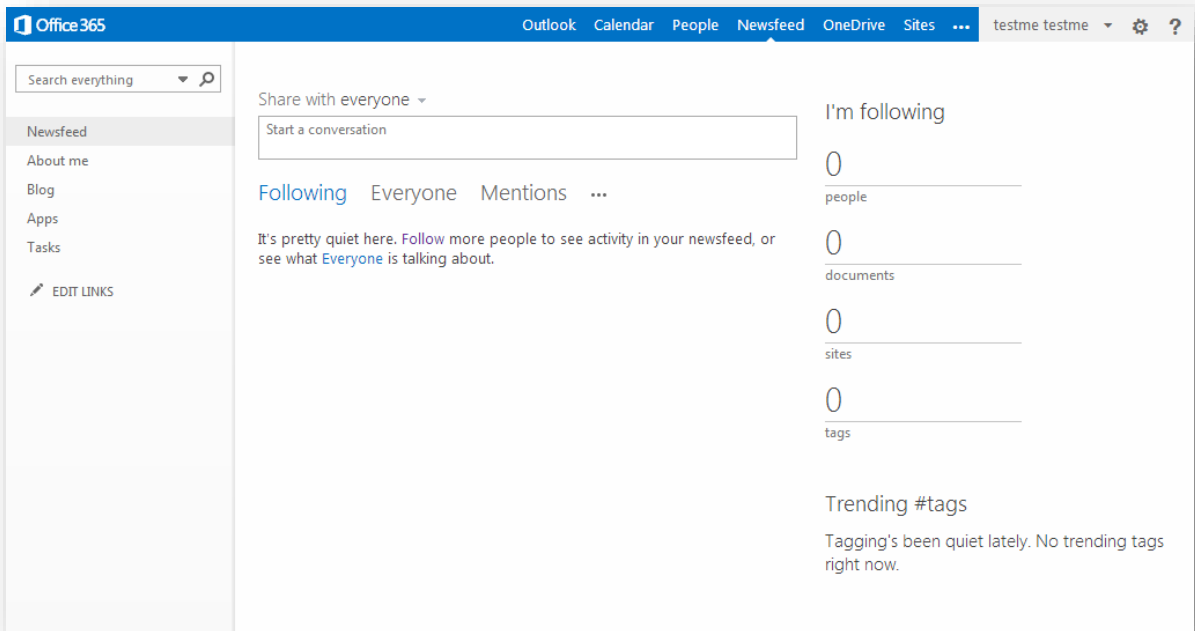 Office 365
Outlook Calendar People Newsfeed OneDrive Sites ••• testme testme ?
Search everything
Newsfeed
About me
Blog
Apps
Tasks
EDIT LINKS
Share with everyone
Start a conversation
Following Everyone Mentions •••
It's pretty quiet here. Follow more people to see activity in your newsfeed, or
see what Everyone is talking about.
I'm following
0
people
0
documents
0
sites
0
tags
Trending #tags
Tagging's been quiet lately. No trending tags
right now.